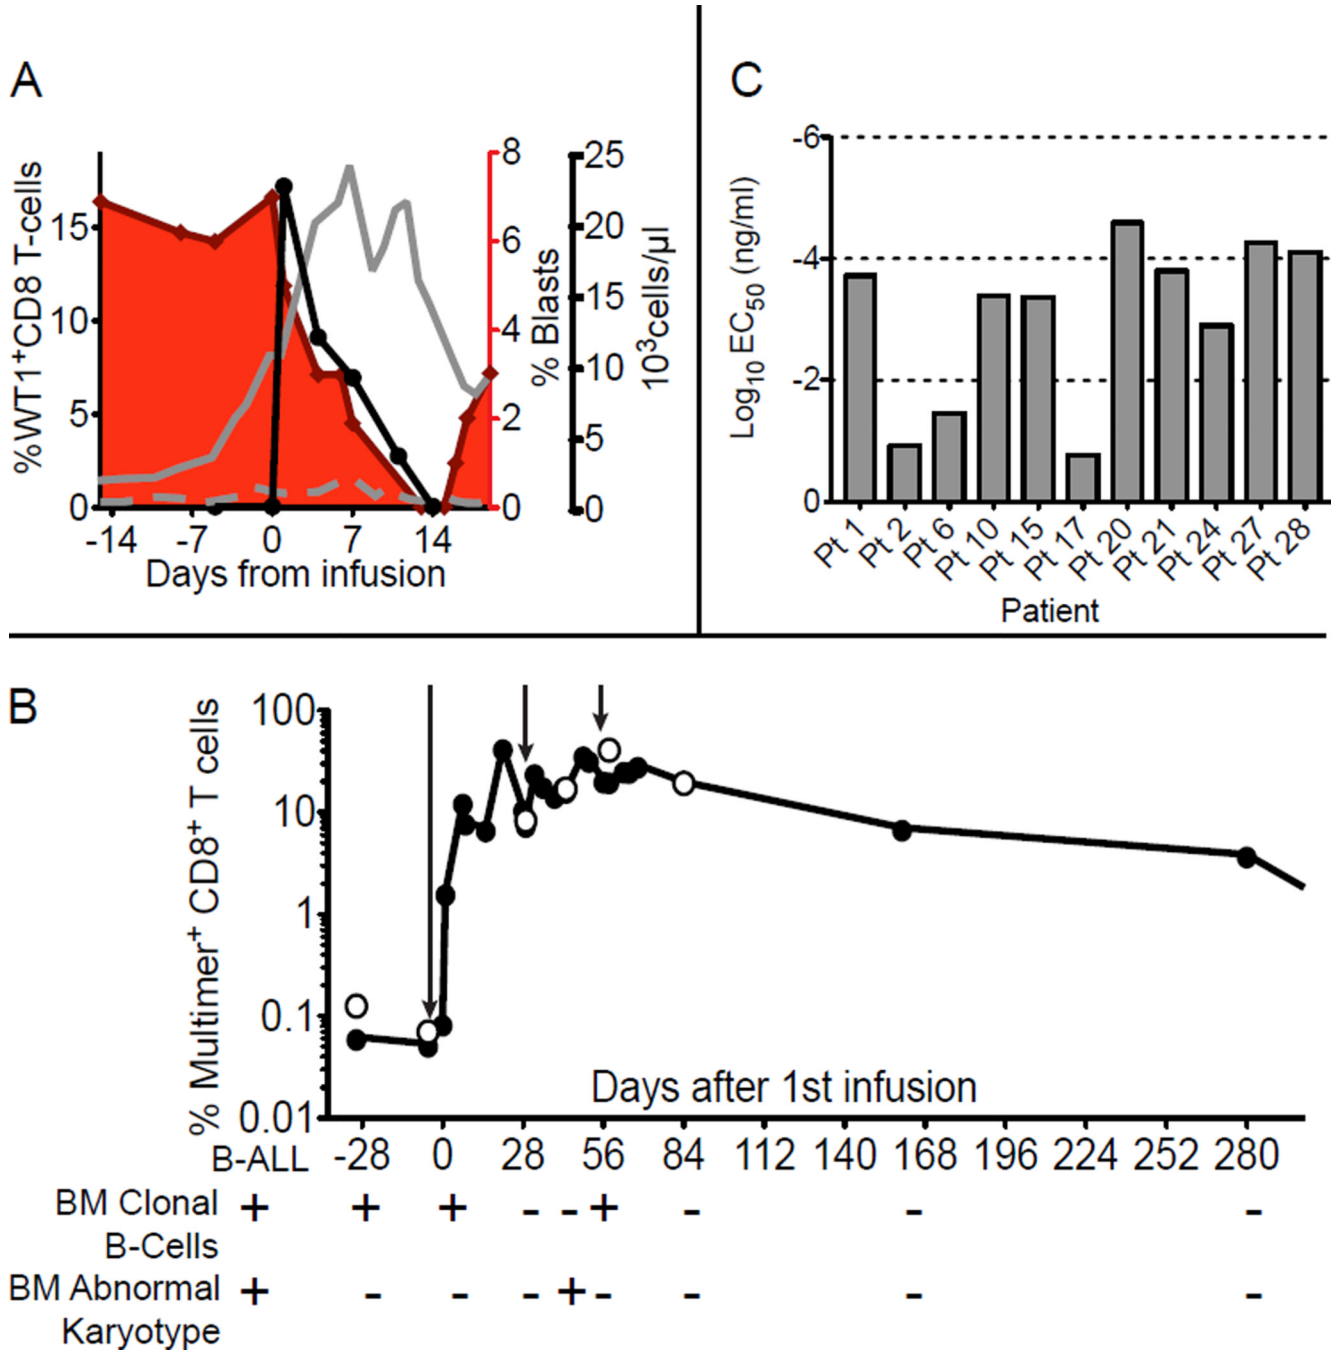 A
%WT1⁺CD8 T-cells
15
10
5
0
-14 -7 0 7 14
Days from infusion
8
6
4
2
0
% Blasts
25
20
15
10
5
0
10³cells/µl
C
Log₁₀ EC₅₀ (ng/ml)
-6
-4
-2
0
Pt 1 Pt 2 Pt 6 Pt 10 Pt 15 Pt 17 Pt 20 Pt 21 Pt 24 Pt 27 Pt 28
Patient
B
% Multimer⁺ CD8⁺ T cells
100
10
1
0.1
0.01
Days after 1st infusion
B-ALL -28 0 28 56 84 112 140 168 196 224 252 280
BM Clonal + + + - - + - - -
B-Cells
BM Abnormal + - - - + - - - -
Karyotype